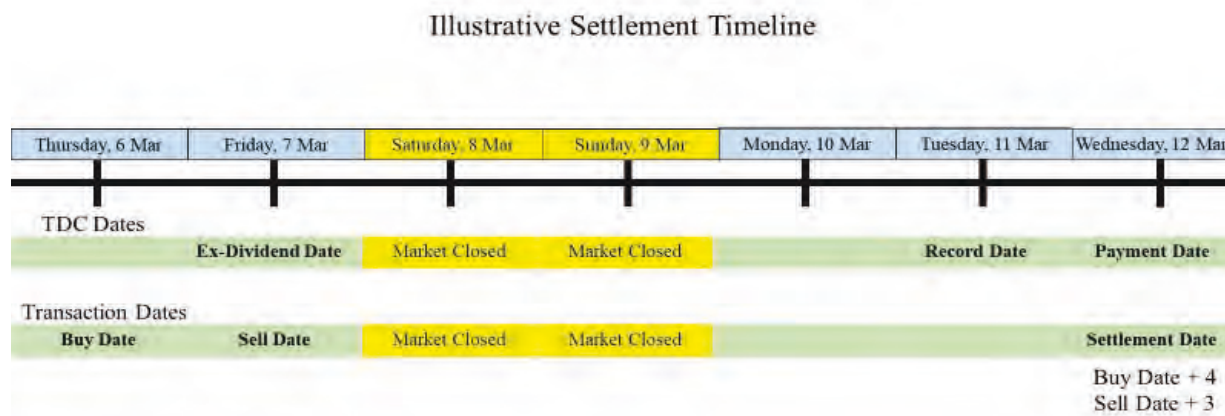 Illustrative Settlement Timeline
Thursday, 6 Mar Friday, 7 Mar Saturday, 8 Mar Sunday, 9 Mar Monday, 10 Mar Tuesday, 11 Mar Wednesday, 12 Mar
TDC Dates
Ex-Dividend Date Market Closed Market Closed Record Date Payment Date
Transaction Dates
Buy Date Sell Date Market Closed Market Closed Settlement Date
Buy Date + 4
Sell Date + 3